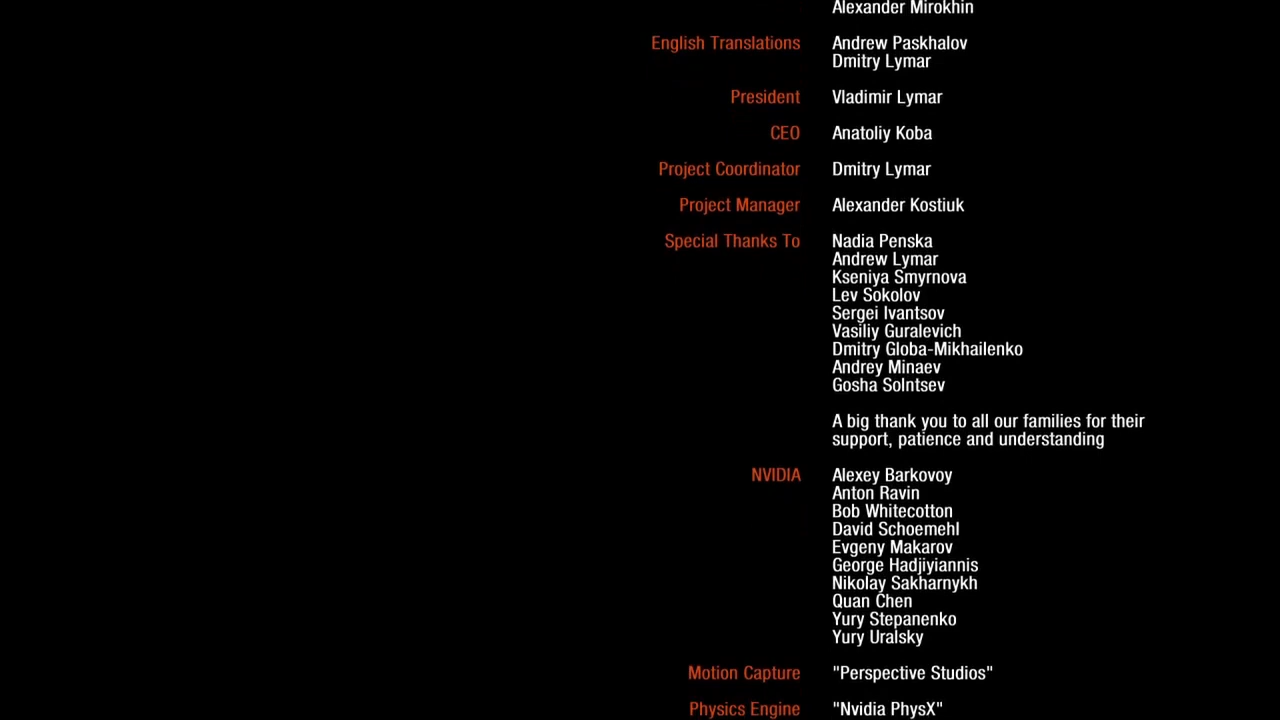 Alexander Mirokhin
English Translations Andrew Paskhalov
Dmitry Lymar
President Vladimir Lymar
CEO Anatoliy Koba
Project Coordinator Dmitry Lymar
Project Manager Alexander Kostiuk
Special Thanks To Nadia Penska
Andrew Lymar
Kseniya Smyrnova
Lev Sokolov
Sergei Ivantsov
Vasiliy Guralevich
Dmitry Globa-Mikhailenko
Andrey Minaev
Gosha Solntsev
A big thank you to all our families for their
support, patience and understanding
NVIDIA Alexey Barkovoy
Anton Ravin
Bob Whitecotton
David Schoemehl
Evgeny Makarov
George Hadjiyiannis
Nikolay Sakharnykh
Quan Chen
Yury Stepanenko
Yury Uralsky
Motion Capture "Perspective Studios"
Physics Engine "Nvidia PhysX"